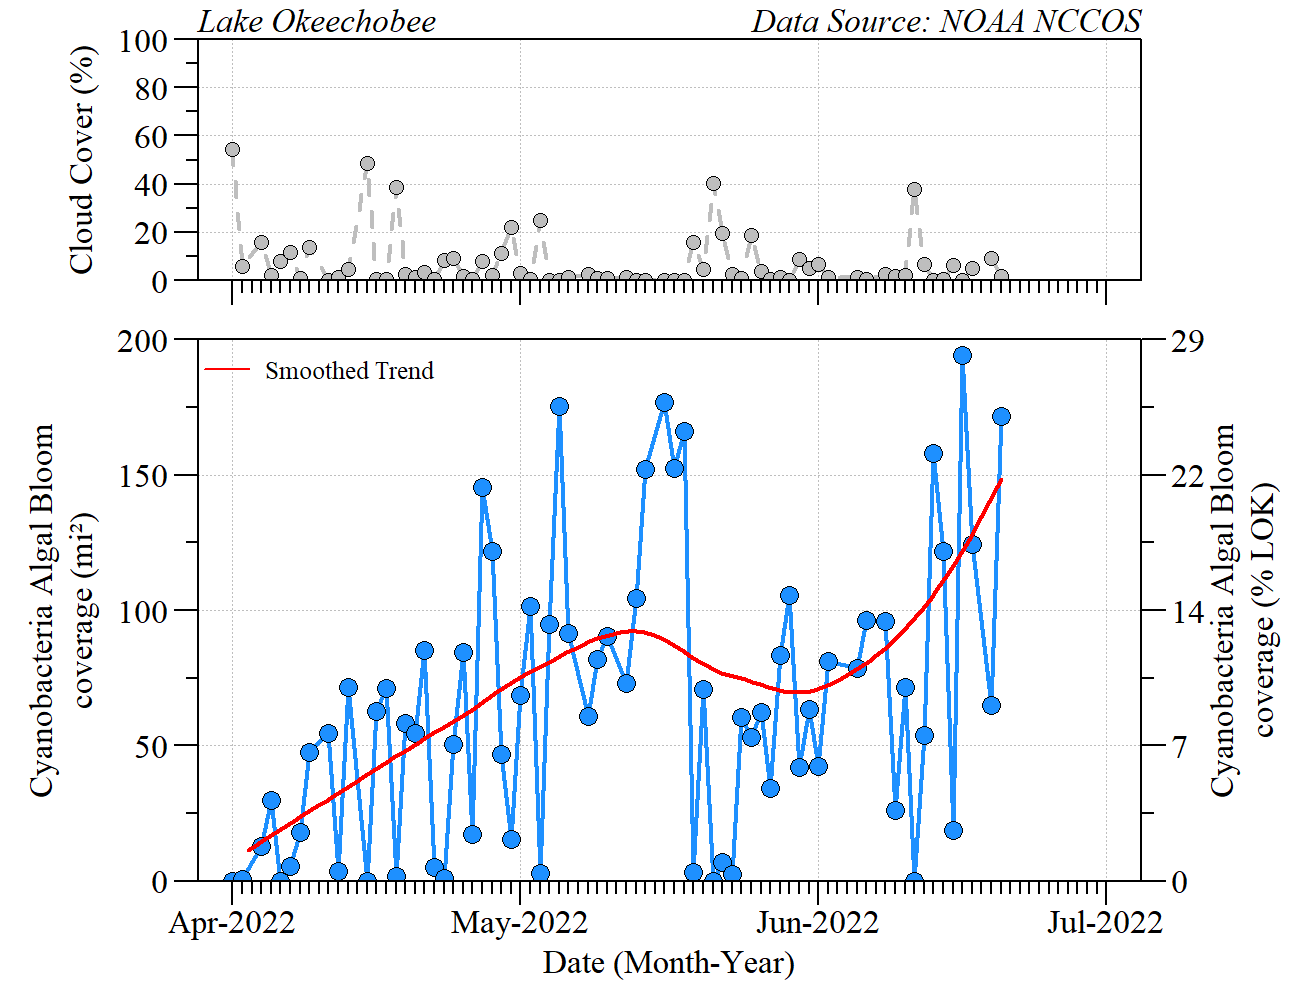 Lake Okeechobee
Data Source: NOAA NCCOS
Cloud Cover (%)
100
80
60
40
20
0
Cyanobacteria Algal Bloom
coverage (mi²)
200
150
100
50
0
Smoothed Trend
29
22
14
7
0
Cyanobacteria Algal Bloom
coverage (% LOK)
Apr-2022
May-2022
Jun-2022
Jul-2022
Date (Month-Year)